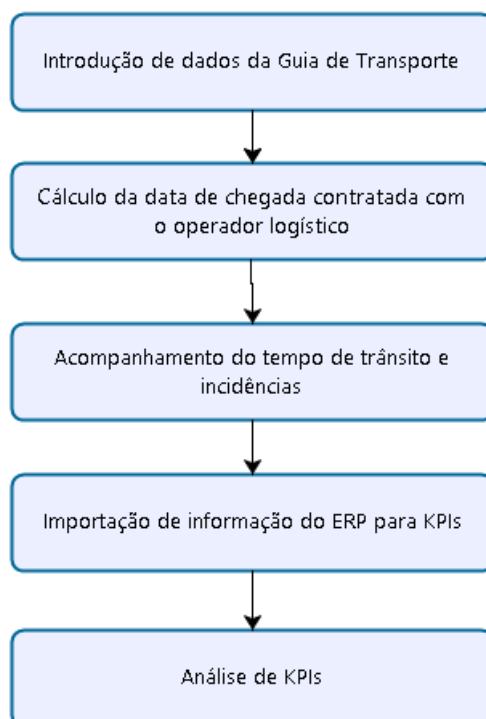 Introdução de dados da Guia de Transporte
Cálculo da data de chegada contratada com
o operador logístico
Acompanhamento do tempo de trânsito e
incidências
Importação de informação do ERP para KPIs
Análise de KPIs